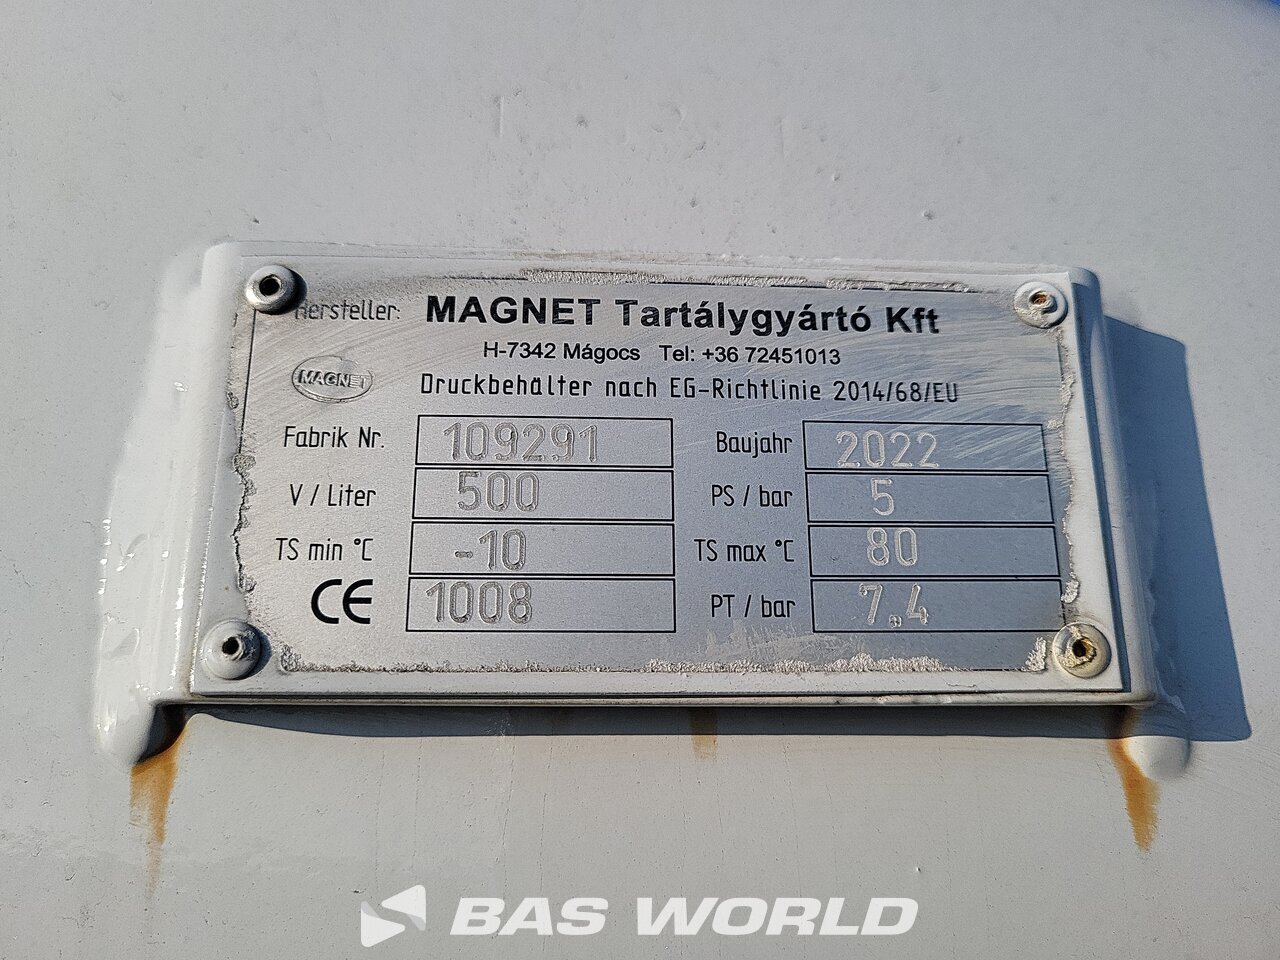 Hersteller: MAGNET Tartálygyártó Kft
H-7342 Mágocs Tel: +36 72451013
MAGNET
Druckbehälter nach EG-Richtlinie 2014/68/EU
Fabrik Nr. 109291 Baujahr 2022
V / Liter 500 PS / bar 5
TS min °C -10 TS max °C 80
CE 1008 PT / bar 7.4
BAS WORLD